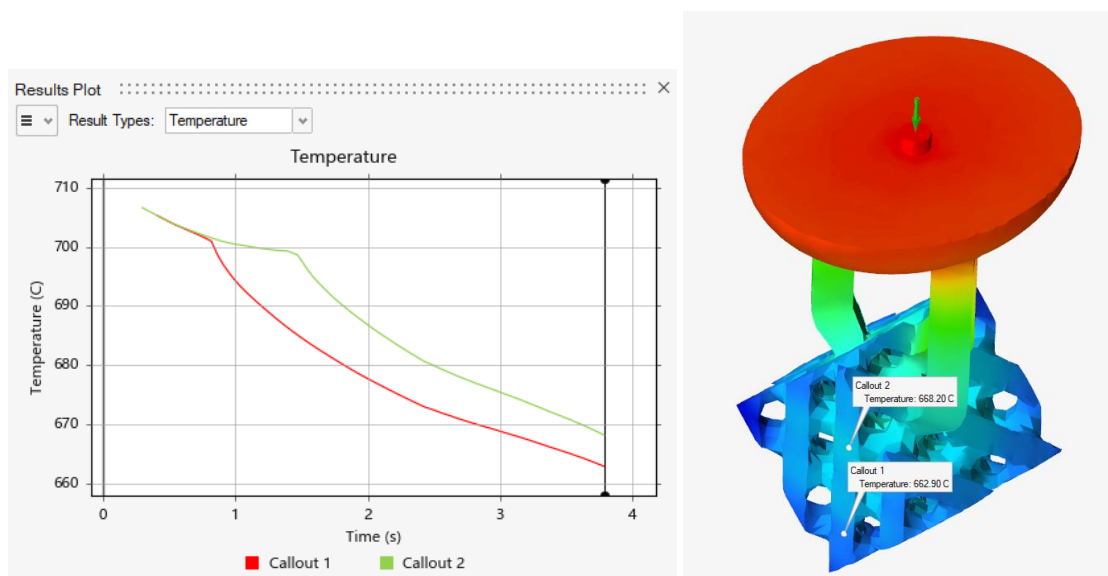 Results Plot
Result Types: Temperature
Temperature
710
700
690
680
670
660
Temperature (C)
0 1 2 3 4
Time (s)
Callout 1 Callout 2
Callout 2
Temperature: 668.20 C
Callout 1
Temperature: 662.90 C